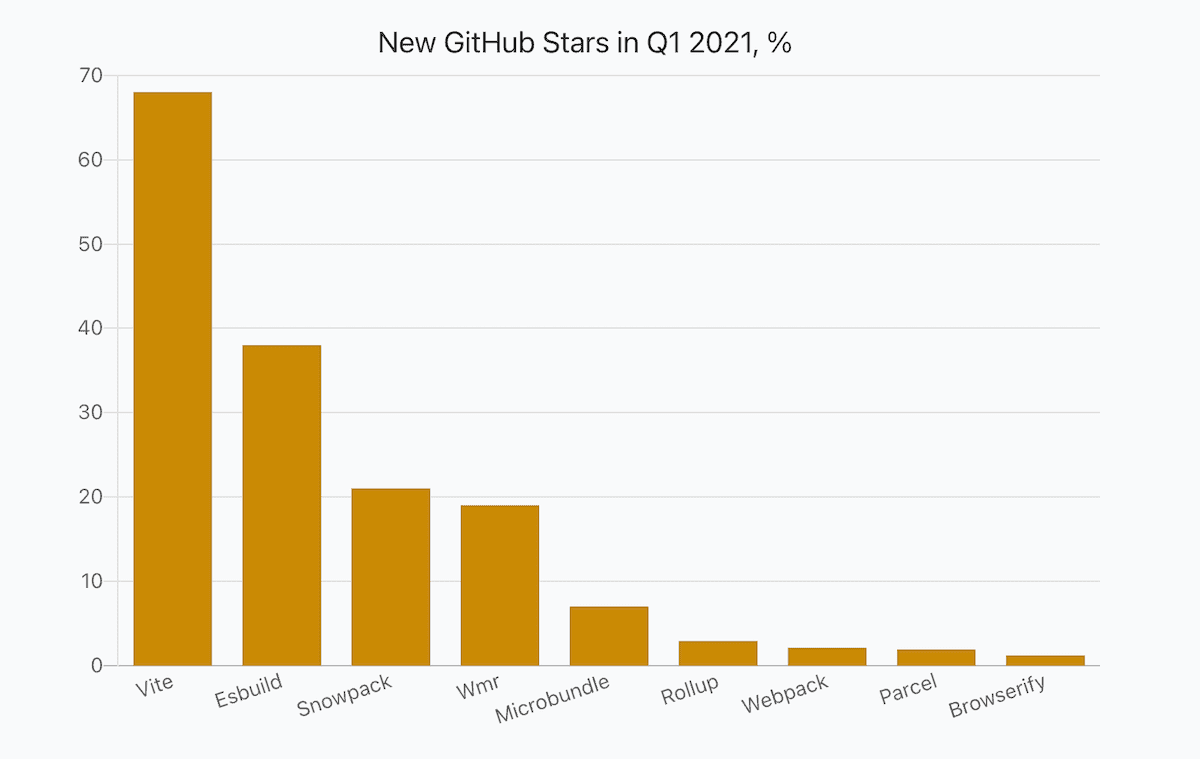 New GitHub Stars in Q1 2021, %
70
60
50
40
30
20
10
0
Vite
Esbuild
Snowpack
Wmr
Microbundle
Rollup
Webpack
Parcel
Browserify